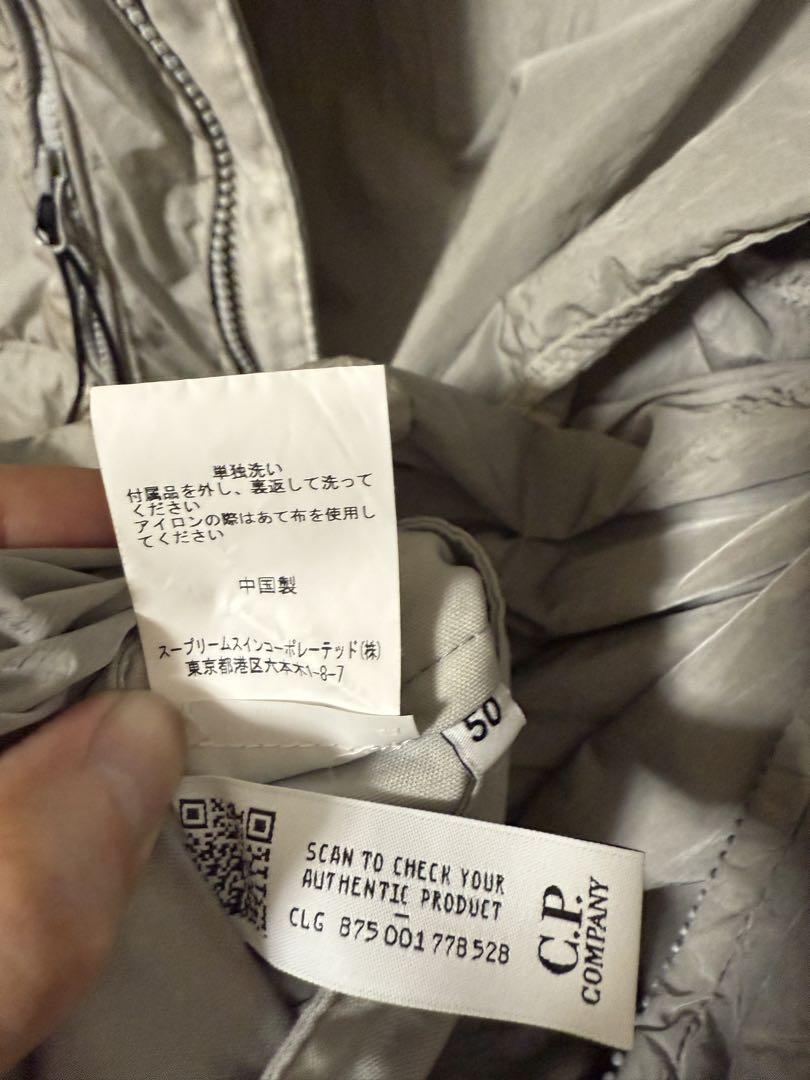 単独洗い
付属品を外し、裏返して洗って
ください
アイロンの際はあて布を使用し
てください
中国製
スープリームスインコーポレーテッド(株)
東京都港区六本木1-8-7
50
SCAN TO CHECK YOUR
AUTHENTIC PRODUCT
CLG 875001778528
C.P.
COMPANY